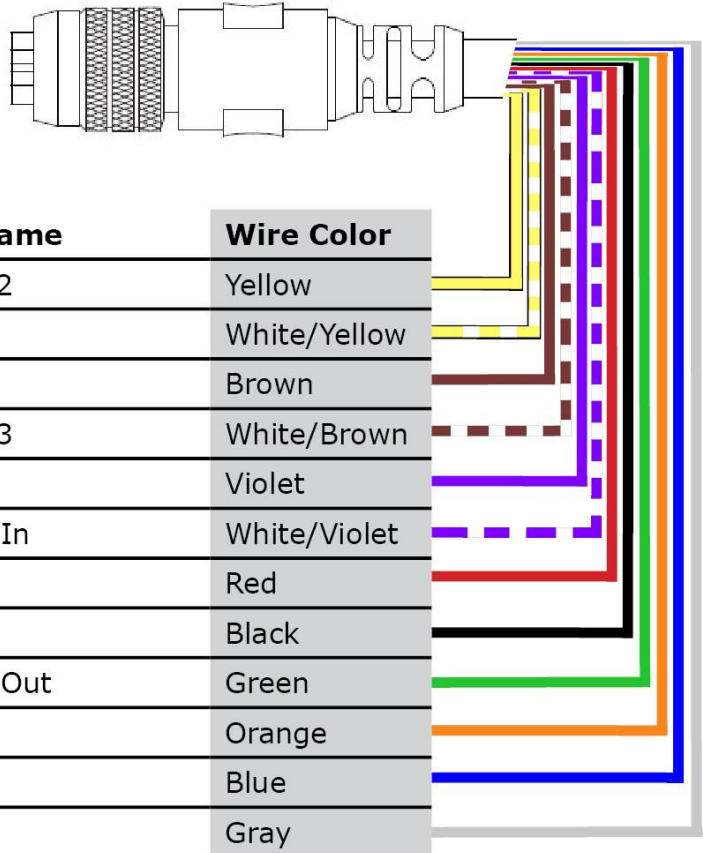 ame Wire Color
2 Yellow
White/Yellow
Brown
3 White/Brown
Violet
In White/Violet
Red
Black
Out Green
Orange
Blue
Gray